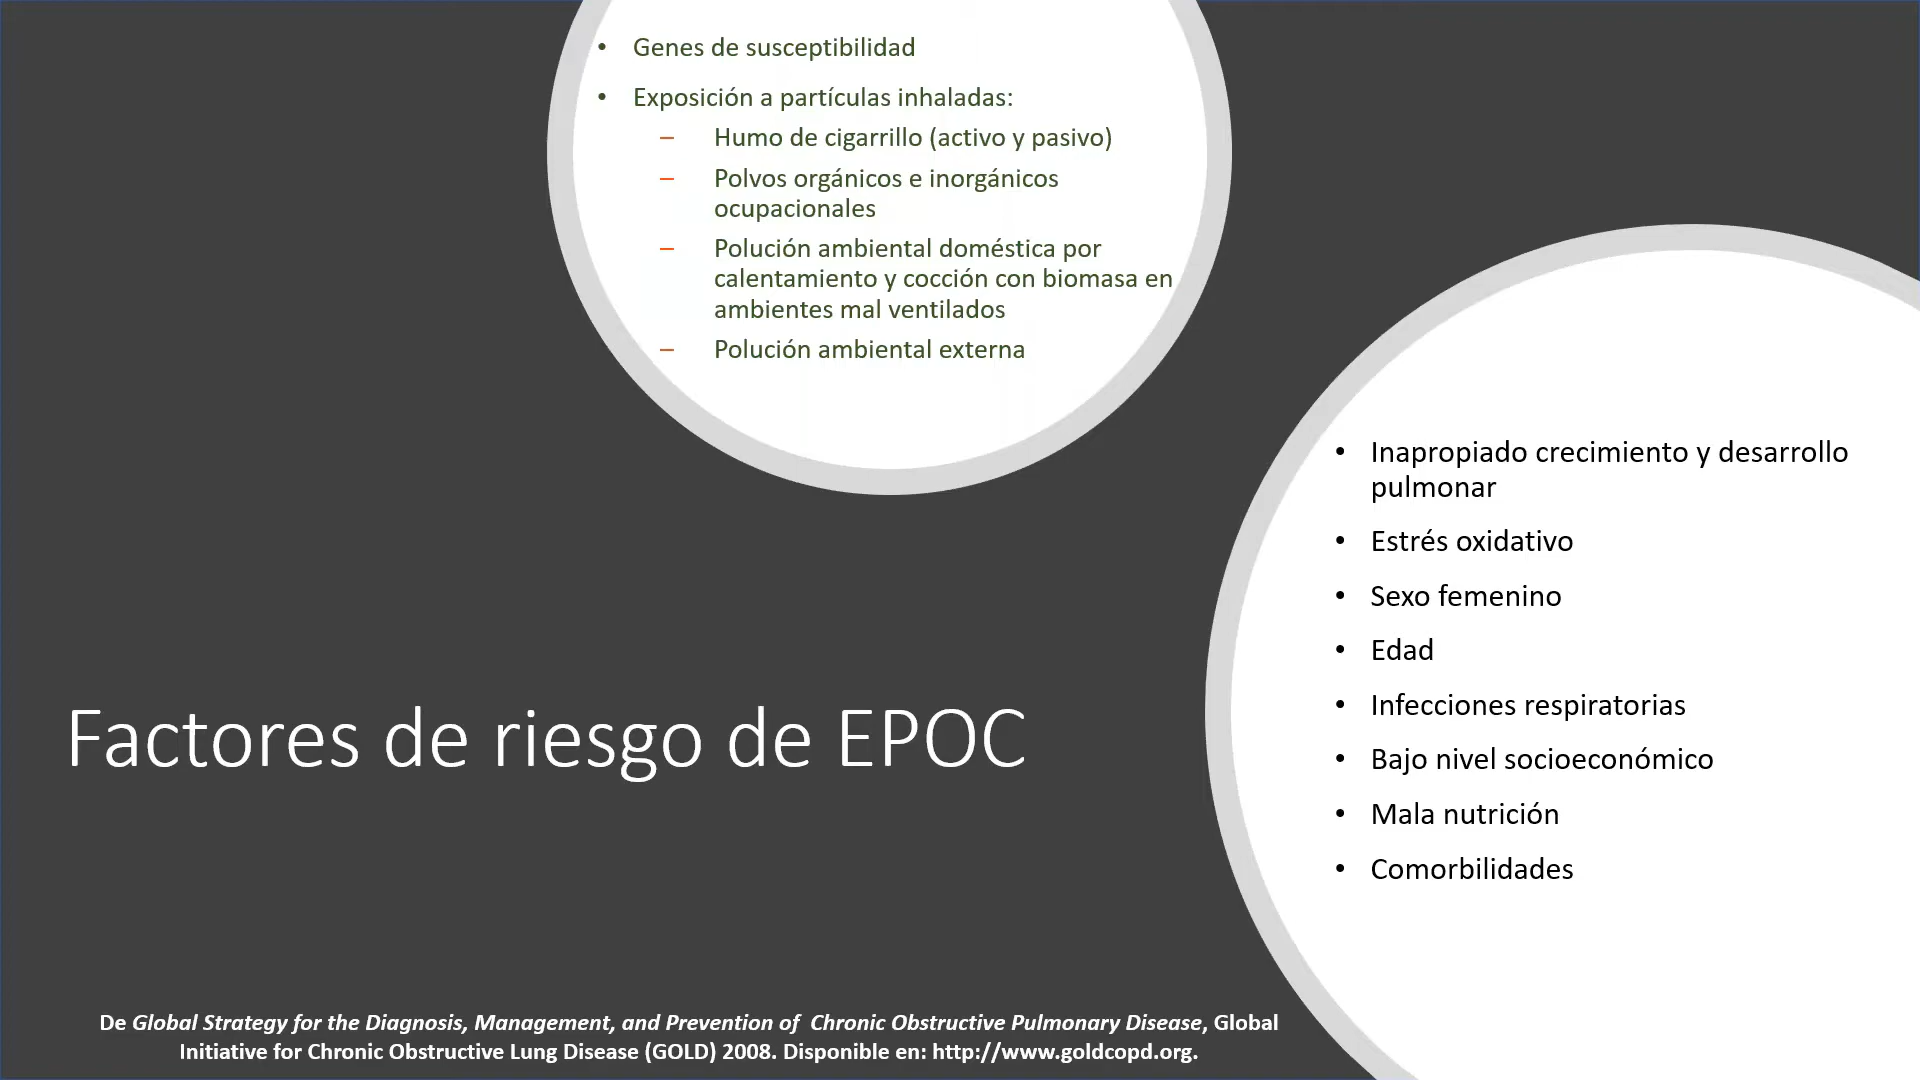 • Genes de susceptibilidad
• Exposición a partículas inhaladas:
– Humo de cigarrillo (activo y pasivo)
– Polvos orgánicos e inorgánicos
ocupacionales
– Polución ambiental doméstica por
calentamiento y cocción con biomasa en
ambientes mal ventilados
– Polución ambiental externa
• Inapropiado crecimiento y desarrollo
pulmonar
• Estrés oxidativo
• Sexo femenino
• Edad
• Infecciones respiratorias
• Bajo nivel socioeconómico
• Mala nutrición
• Comorbilidades
Factores de riesgo de EPOC
De Global Strategy for the Diagnosis, Management, and Prevention of Chronic Obstructive Pulmonary Disease, Global
Initiative for Chronic Obstructive Lung Disease (GOLD) 2008. Disponible en: http://www.goldcopd.org.